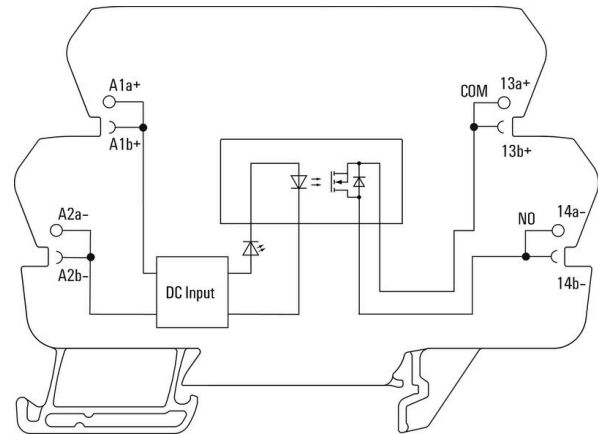 A1a+
A1b+
A2a–
A2b–
DC Input
COM
13a+
13b+
NO
14a–
14b–